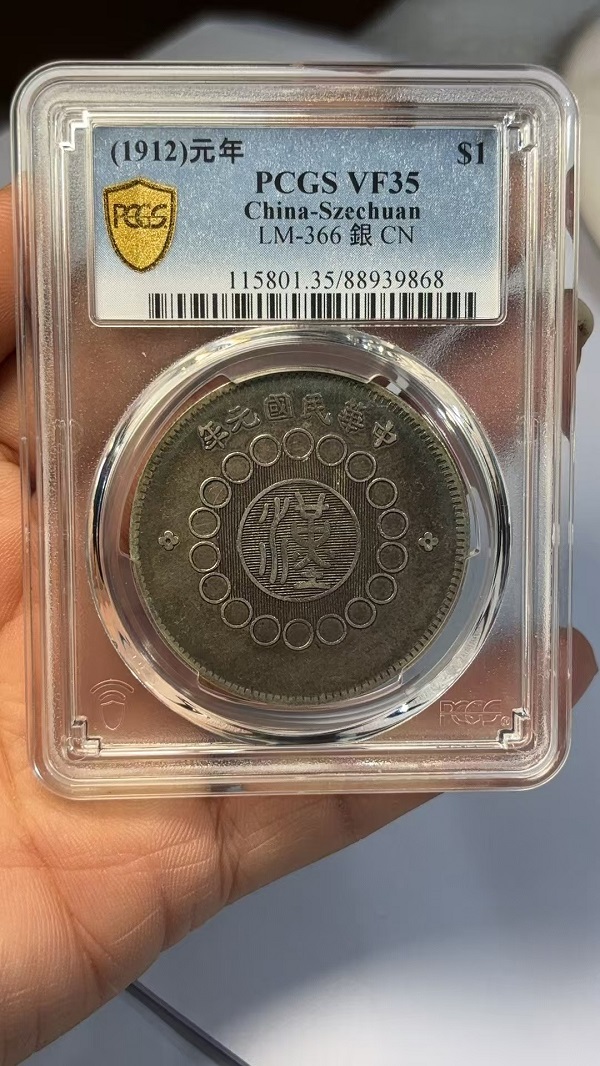 (1912)元年 $1
PCGS VF35
China-Szechuan
LM-366 銀 CN
115801.35/88939868
PCGS
年元國民華中
漢
PCGS